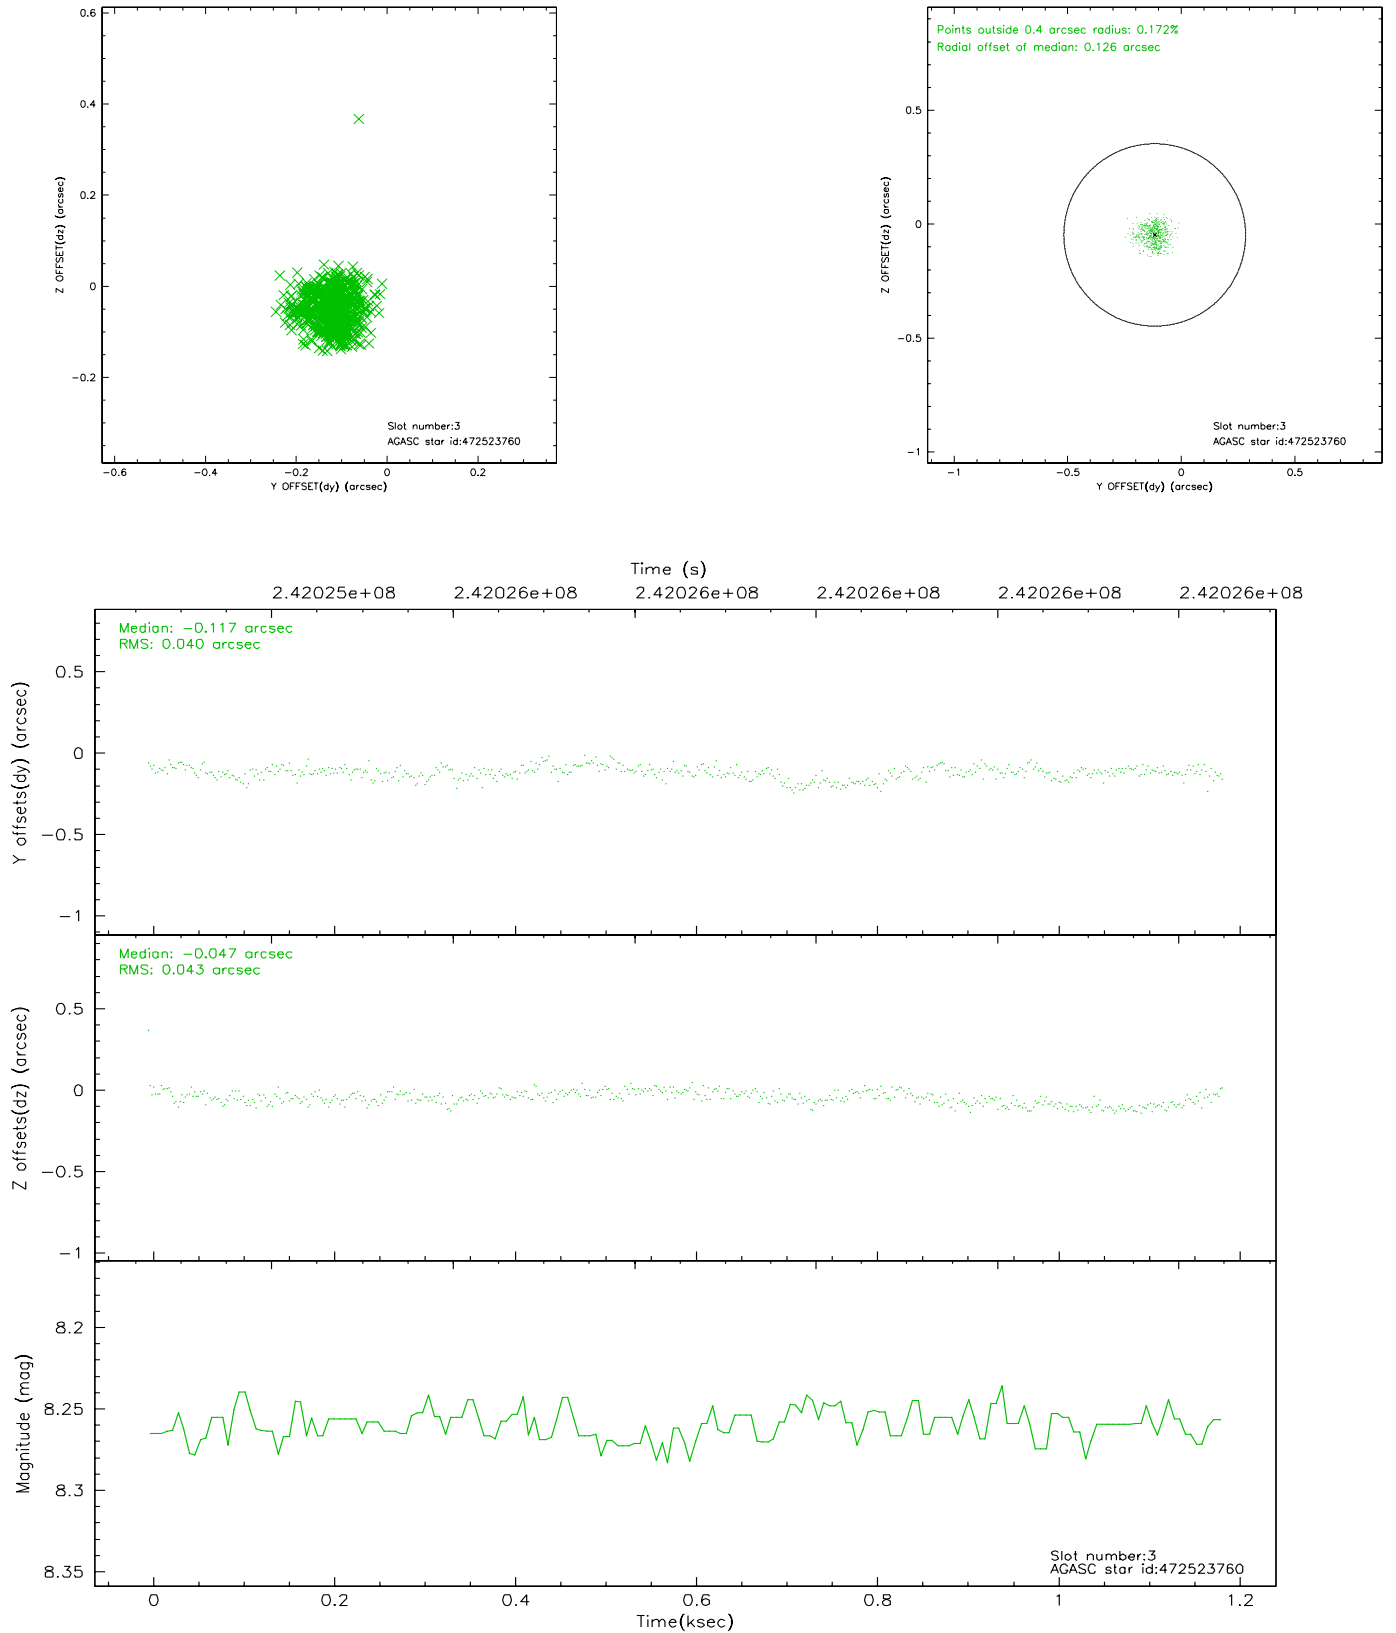 0.6
0.4
0.2
0
−0.2
Z OFFSET(dz) (arcsec)
Slot number:3
AGASC star id:472523760
−0.6
−0.4
−0.2
0
0.2
Y OFFSET(dy) (arcsec)
Points outside 0.4 arcsec radius: 0.172%
Radial offset of median: 0.126 arcsec
0.5
0
−0.5
−1
Z OFFSET(dz) (arcsec)
Slot number:3
AGASC star id:472523760
−1
−0.5
0
0.5
Y OFFSET(dy) (arcsec)
Time (s)
2.42025e+08
2.42026e+08
2.42026e+08
2.42026e+08
2.42026e+08
2.42026e+08
Median: −0.117 arcsec
RMS: 0.040 arcsec
0.5
0
−0.5
−1
Y offsets(dy) (arcsec)
Median: −0.047 arcsec
RMS: 0.043 arcsec
0.5
0
−0.5
−1
Z offsets(dz) (arcsec)
8.2
8.25
8.3
8.35
Magnitude (mag)
Slot number:3
AGASC star id:472523760
0
0.2
0.4
0.6
0.8
1
1.2
Time(ksec)